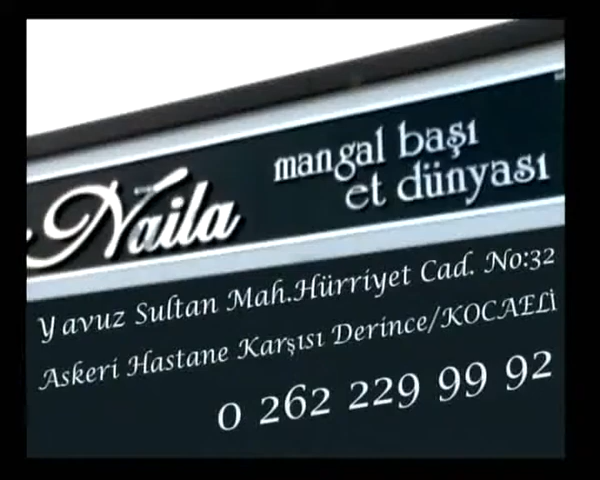 Naila
mangal başı
et dünyası
Yavuz Sultan Mah.Hürriyet Cad. No:32
Askeri Hastane Karşısı Derince/KOCAELİ
0 262 229 99 92